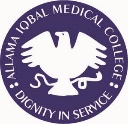 ALLAMA IQBAL MEDICAL COLLEGE
DIGNITY IN SERVICE